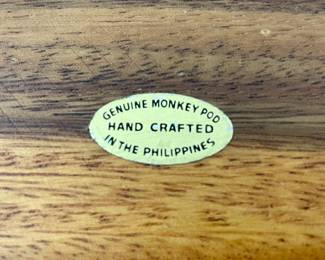 GENUINE MONKEY POD
HAND CRAFTED
IN THE PHILIPPINES